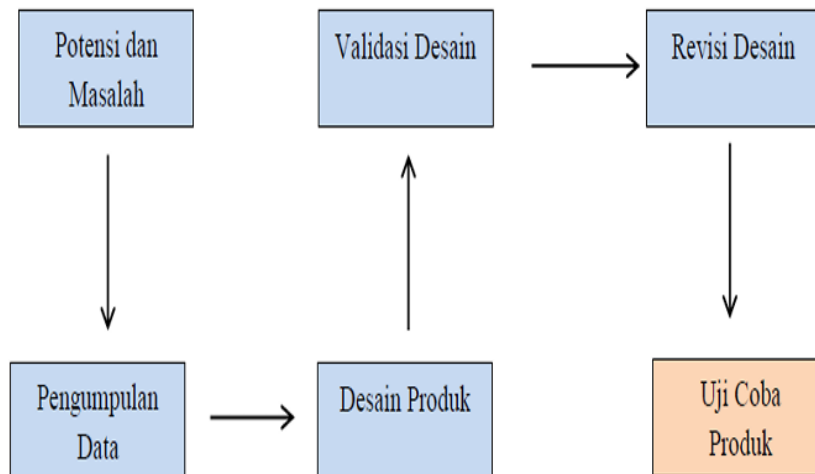 Potensi dan
Masalah
Pengumpulan
Data
Desain Produk
Validasi Desain
Revisi Desain
Uji Coba
Produk